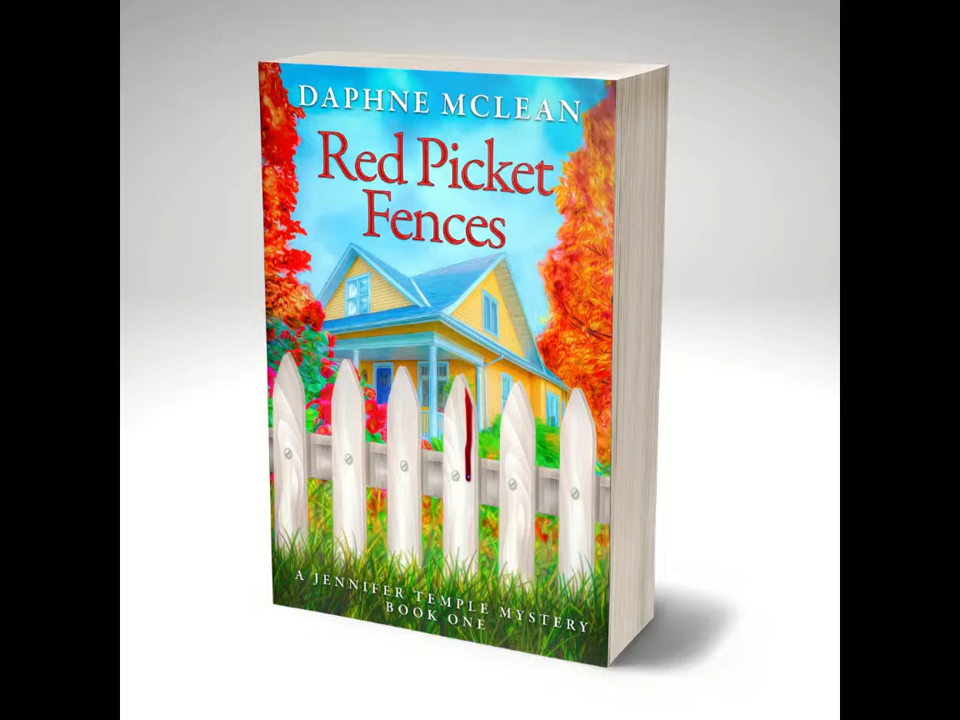 DAPHNE MCLEAN
Red Picket
Fences
A JENNIFER TEMPLE MYSTERY
BOOK ONE